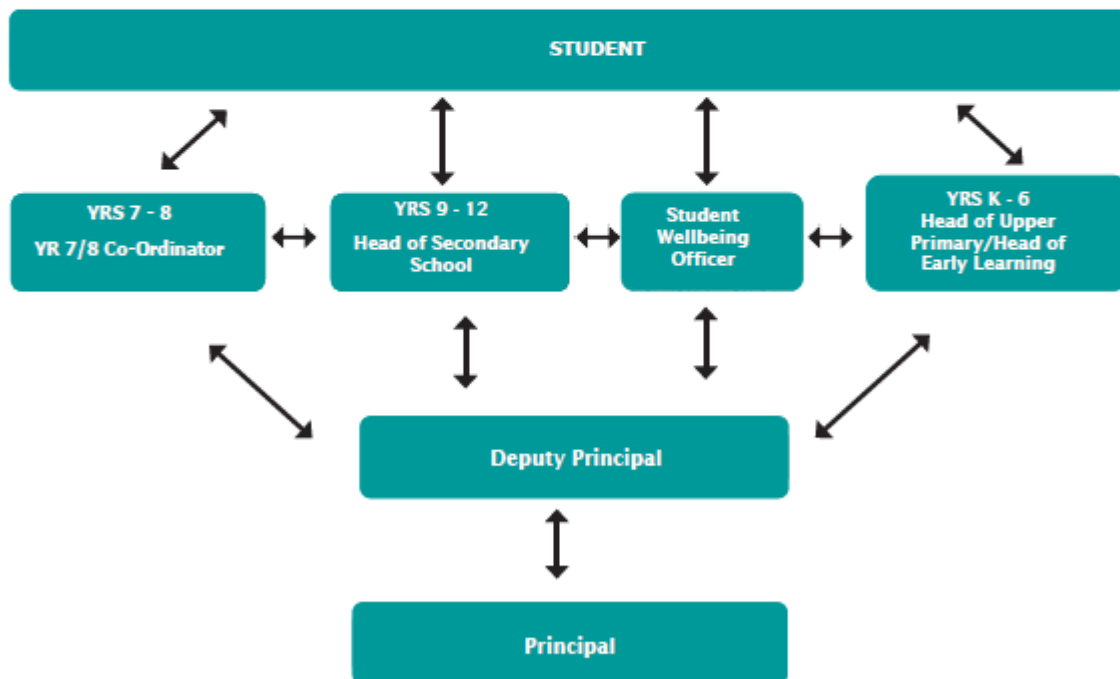 STUDENT
YRS 7 - 8
YR 7/8 Co-Ordinator
YRS 9 - 12
Head of Secondary
School
Student
Wellbeing
Officer
YRS K - 6
Head of Upper
Primary/Head of
Early Learning
Deputy Principal
Principal